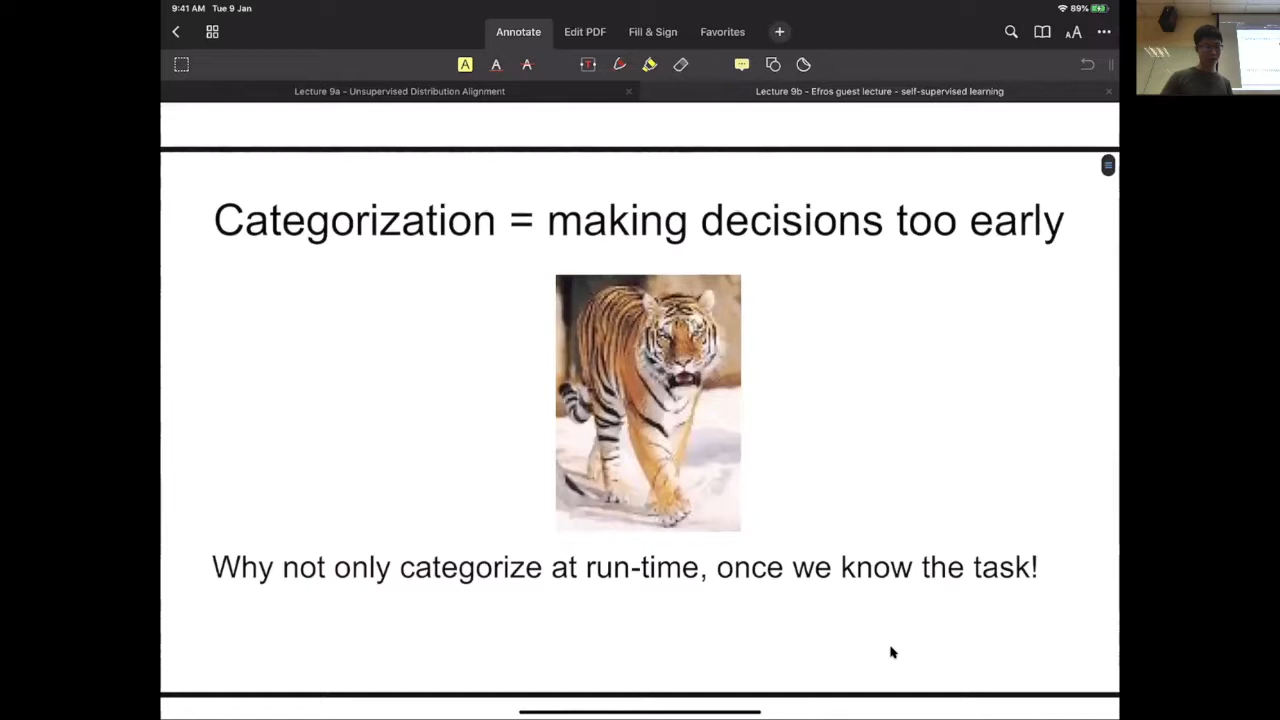 9:41 AM Tue 9 Jan
89%
Annotate Edit PDF Fill & Sign Favorites
AA
A A A T
Lecture 9a - Unsupervised Distribution Alignment
Lecture 9b - Efros guest lecture - self-supervised learning
Categorization = making decisions too early
Why not only categorize at run-time, once we know the task!